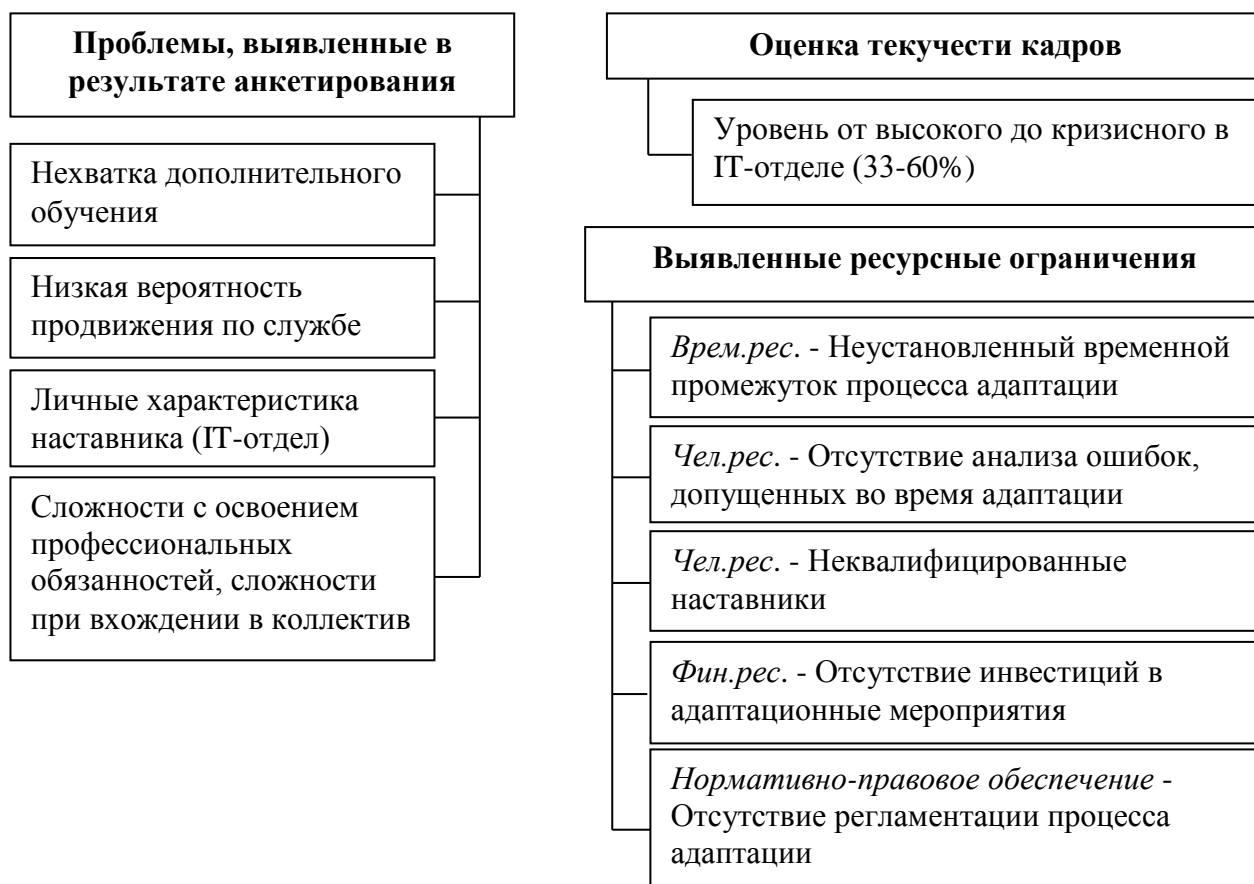 Проблемы, выявленные в
результате анкетирования
Нехватка дополнительного
обучения
Низкая вероятность
продвижения по службе
Личные характеристика
наставника (IT-отдел)
Сложности с освоением
профессиональных
обязанностей, сложности
при вхождении в коллектив
Оценка текучести кадров
Уровень от высокого до кризисного в
IT-отделе (33-60%)
Выявленные ресурсные ограничения
Врем.рес. - Неустановленный временной
промежуток процесса адаптации
Чел.рес. - Отсутствие анализа ошибок,
допущенных во время адаптации
Чел.рес. - Неквалифицированные
наставники
Фин.рес. - Отсутствие инвестиций в
адаптационные мероприятия
Нормативно-правовое обеспечение -
Отсутствие регламентации процесса
адаптации